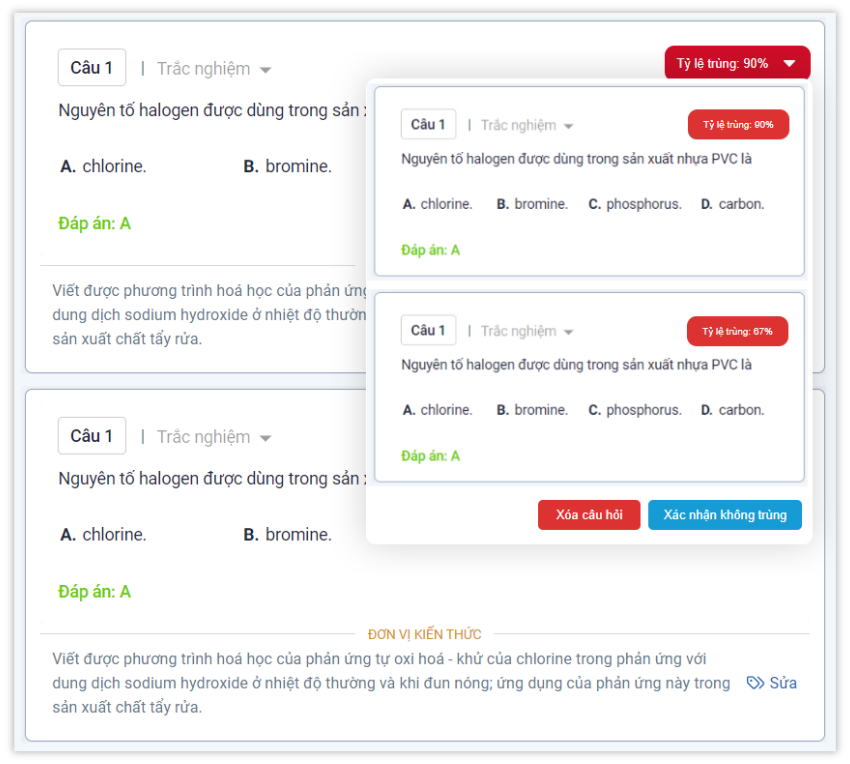 Câu 1 | Trắc nghiệm
Tỷ lệ trùng: 90%
Nguyên tố halogen được dùng trong sản x
A. chlorine. B. bromine.
Đáp án: A
Viết được phương trình hoá học của phản ứng
dung dịch sodium hydroxide ở nhiệt độ thườn
sản xuất chất tẩy rửa.
Câu 1 | Trắc nghiệm
Tỷ lệ trùng: 90%
Nguyên tố halogen được dùng trong sản xuất nhựa PVC là
A. chlorine. B. bromine. C. phosphorus. D. carbon.
Đáp án: A
Câu 1 | Trắc nghiệm
Tỷ lệ trùng: 67%
Nguyên tố halogen được dùng trong sản xuất nhựa PVC là
A. chlorine. B. bromine. C. phosphorus. D. carbon.
Đáp án: A
Xóa câu hỏi
Xác nhận không trùng
Câu 1 | Trắc nghiệm
Nguyên tố halogen được dùng trong sản x
A. chlorine. B. bromine.
Đáp án: A
ĐƠN VỊ KIẾN THỨC
Viết được phương trình hoá học của phản ứng tự oxi hoá - khử của chlorine trong phản ứng với
dung dịch sodium hydroxide ở nhiệt độ thường và khi đun nóng; ứng dụng của phản ứng này trong
sản xuất chất tẩy rửa.
Sửa